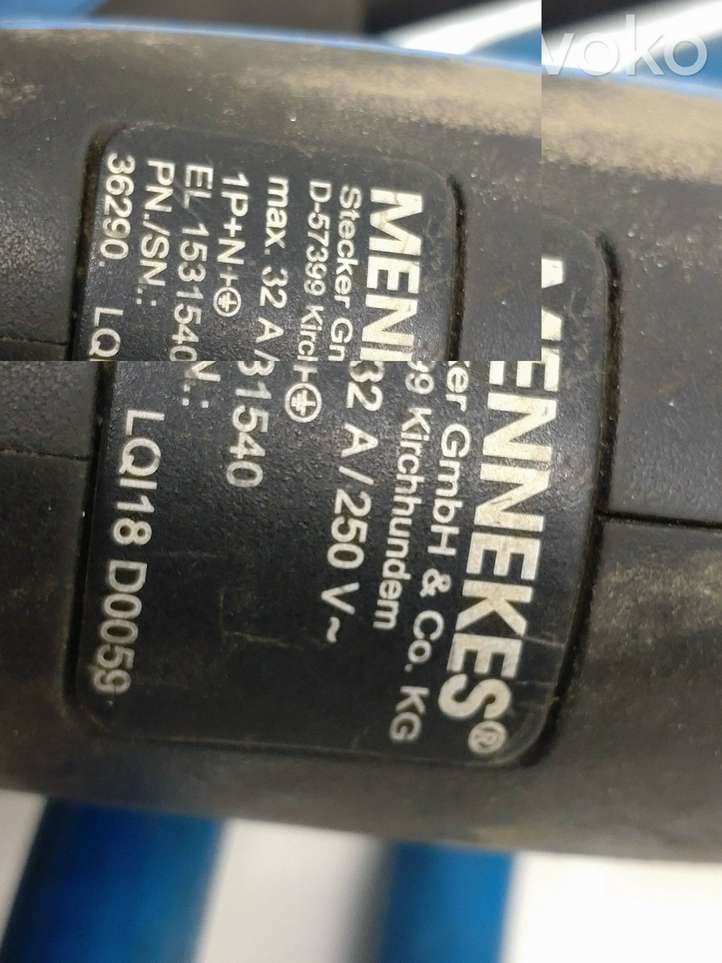 voko
MENNEKES®
Stecker GmbH & Co. KG
D-57399 Kirchhundem
max. 32 A / 250 V ~
1P+N+⏚
EL 1531540
PN./SN.:
36290. LQI18 D0059